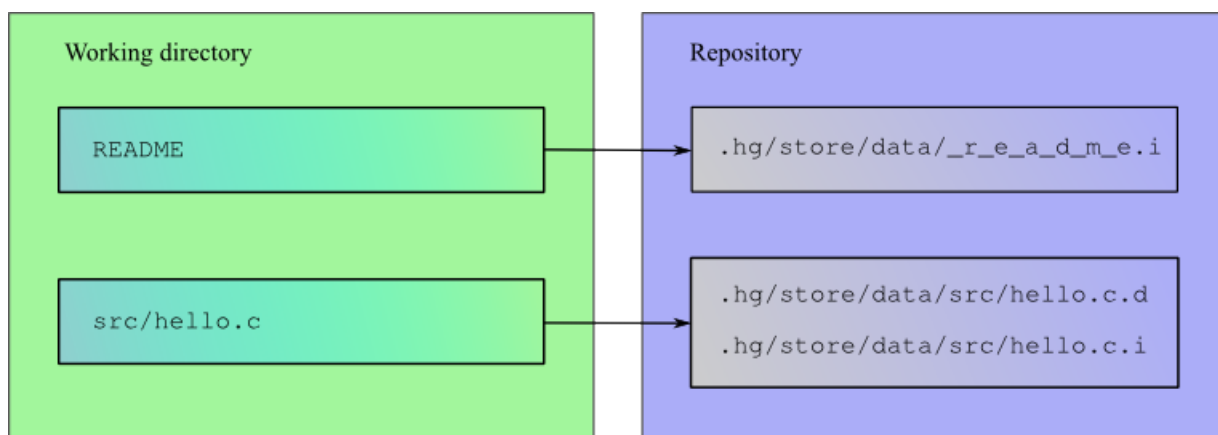 Working directory
README
src/hello.c
Repository
.hg/store/data/_r_e_a_d_m_e.i
.hg/store/data/src/hello.c.d
.hg/store/data/src/hello.c.i